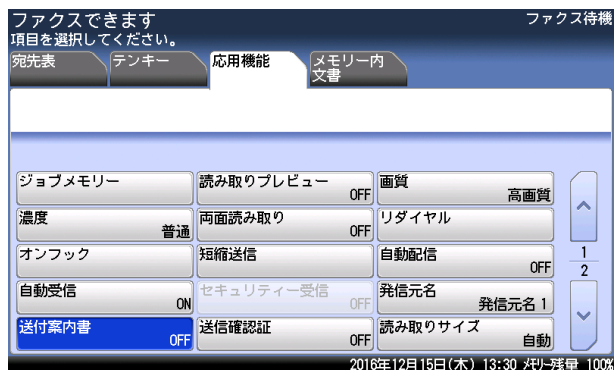 ファクスできます ファクス待機
項目を選択してください。
宛先表 テンキー 応用機能 メモリー内
文書
ジョブメモリー 読み取りプレビュー OFF 画質 高画質
濃度 普通 両面読み取り OFF リダイヤル
オンフック 短縮送信 自動配信 OFF
自動受信 ON セキュリティー受信 OFF 発信元名 発信元名 1
送付案内書 OFF 送信確認証 OFF 読み取りサイズ 自動
1
2
2016年12月15日(木) 13:30 メモリー残量 100%